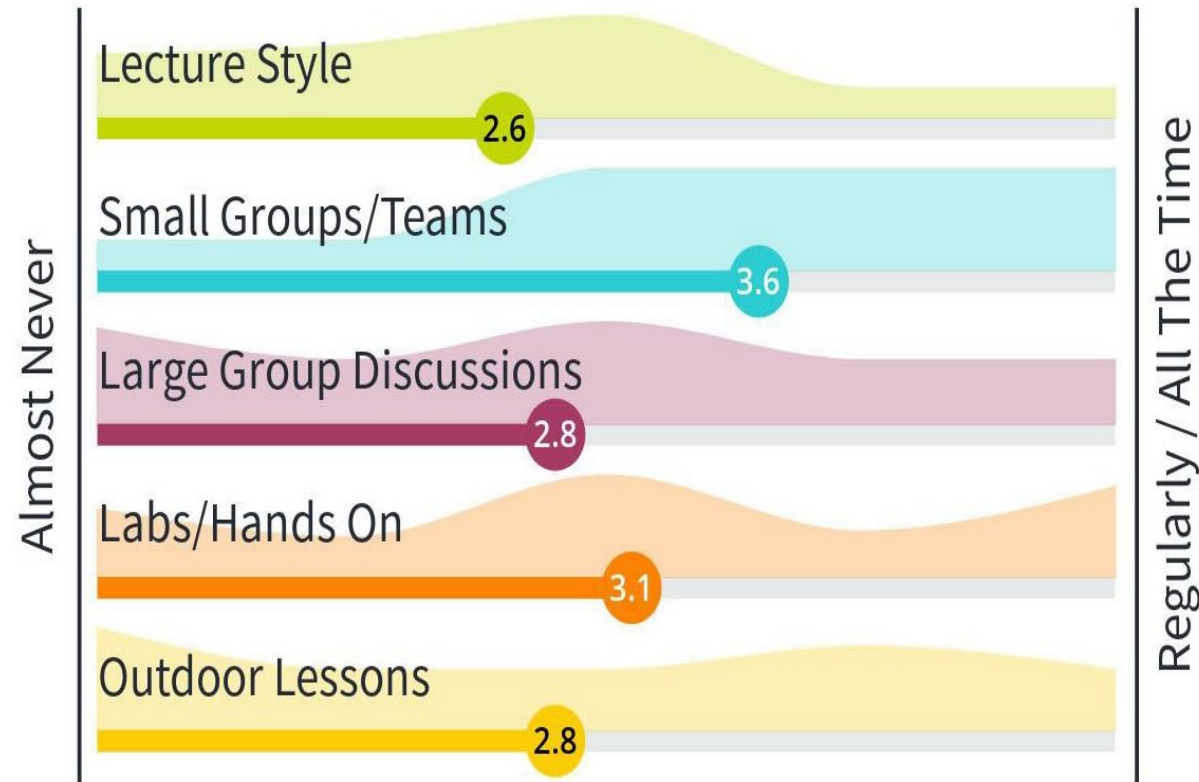 Almost Never
Lecture Style
2.6
Small Groups/Teams
3.6
Large Group Discussions
2.8
Labs/Hands On
3.1
Outdoor Lessons
2.8
Regularly / All The Time